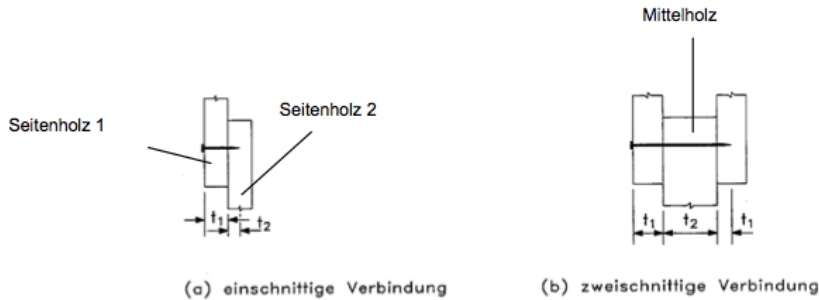 Mittelholz
Seitenholz 1
Seitenholz 2
t₁
t₂
t₁
t₂
t₁
(a) einschnittige Verbindung
(b) zweischnittige Verbindung